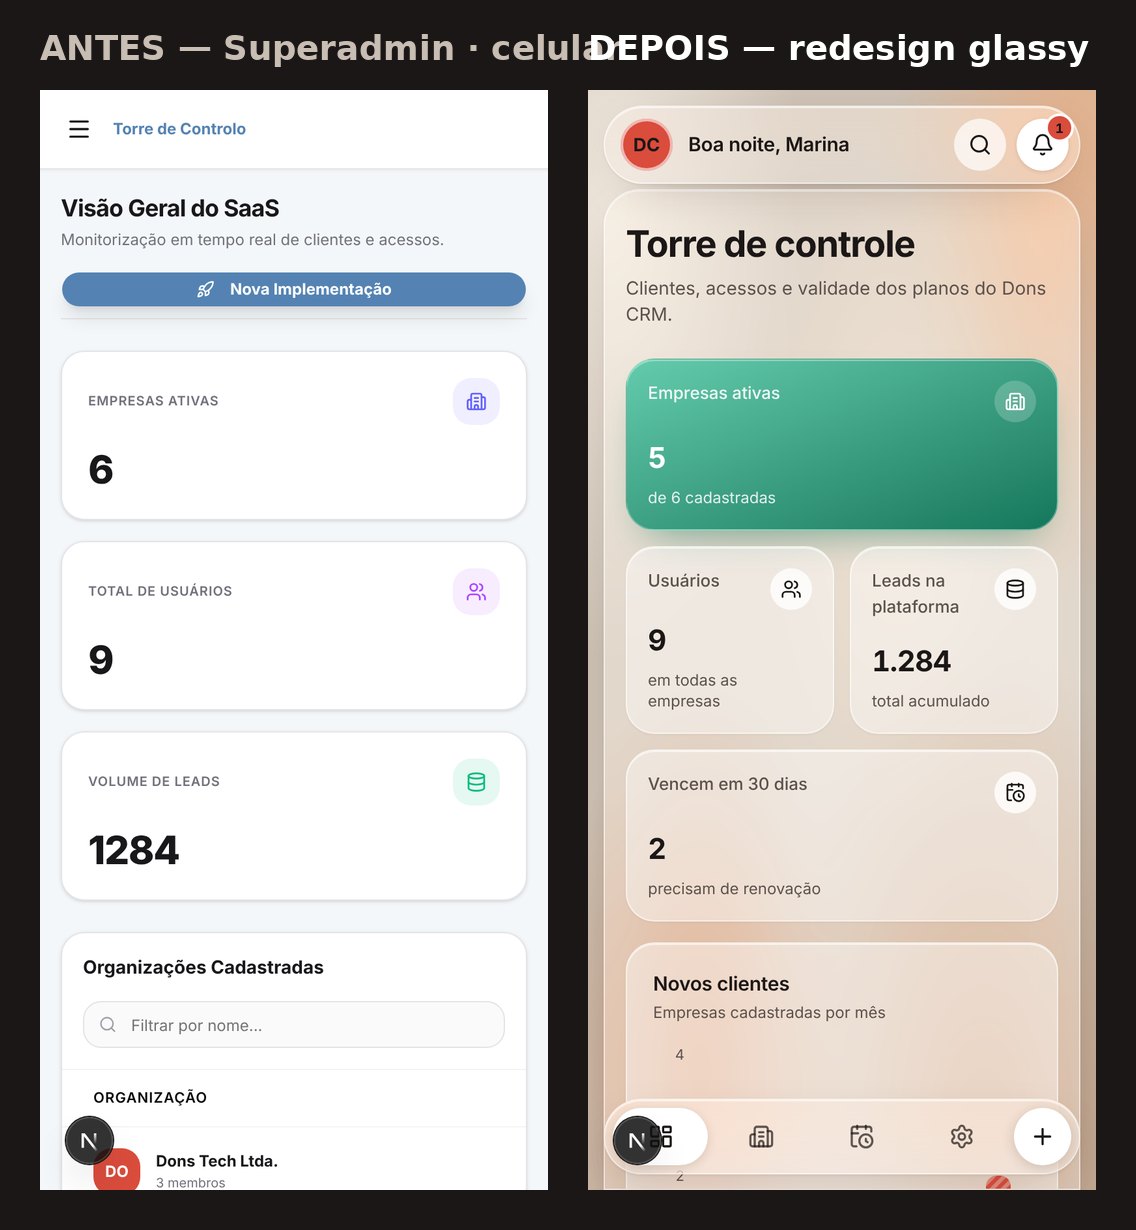 ANTES — Superadmin · celular
DEPOIS — redesign glassy
Torre de Controlo
Visão Geral do SaaS
Monitorização em tempo real de clientes e acessos.
Nova Implementação
EMPRESAS ATIVAS
6
TOTAL DE USUÁRIOS
9
VOLUME DE LEADS
1284
Organizações Cadastradas
Filtrar por nome...
ORGANIZAÇÃO
N
DO
Dons Tech Ltda.
3 membros
DC
Boa noite, Marina
1
Torre de controle
Clientes, acessos e validade dos planos do Dons
CRM.
Empresas ativas
5
de 6 cadastradas
Usuários
9
em todas as
empresas
Leads na
plataforma
1.284
total acumulado
Vencem em 30 dias
2
precisam de renovação
Novos clientes
Empresas cadastradas por mês
4
N
2